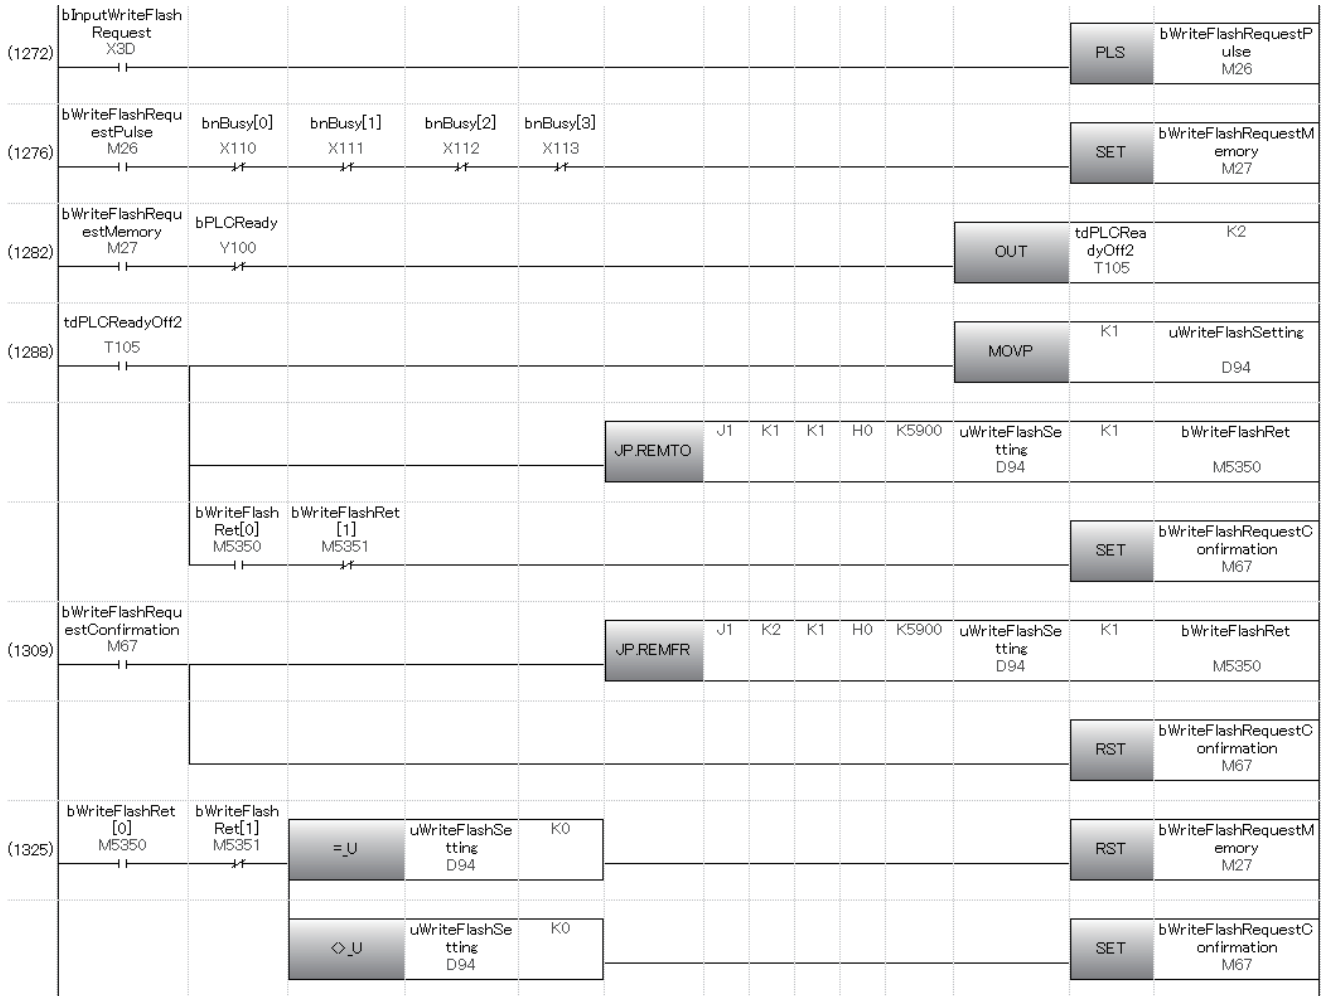 bInputWriteFlash
Request
X3D
(1272)
PLS
bWriteFlashRequestP
ulse
M26
bWriteFlashRequ
estPulse
M26
bnBusy[0]
X110
bnBusy[1]
X111
bnBusy[2]
X112
bnBusy[3]
X113
(1276)
SET
bWriteFlashRequestM
emory
M27
bWriteFlashRequ
estMemory
M27
bPLCReady
Y100
(1282)
OUT
tdPLCRea
dyOff2
T105
K2
tdPLCReadyOff2
T105
(1288)
MOVP
K1
uWriteFlashSetting
D94
JP.REMTO
J1
K1
K1
H0
K5900
uWriteFlashSe
tting
D94
K1
bWriteFlashRet
M5350
bWriteFlash
Ret[0]
M5350
bWriteFlashRet
[1]
M5351
SET
bWriteFlashRequestC
onfirmation
M67
bWriteFlashRequ
estConfirmation
M67
(1309)
JP.REMFR
J1
K2
K1
H0
K5900
uWriteFlashSe
tting
D94
K1
bWriteFlashRet
M5350
RST
bWriteFlashRequestC
onfirmation
M67
bWriteFlashRet
[0]
M5350
bWriteFlash
Ret[1]
M5351
(1325)
=_U
uWriteFlashSe
tting
D94
K0
RST
bWriteFlashRequestM
emory
M27
<>_U
uWriteFlashSe
tting
D94
K0
SET
bWriteFlashRequestC
onfirmation
M67